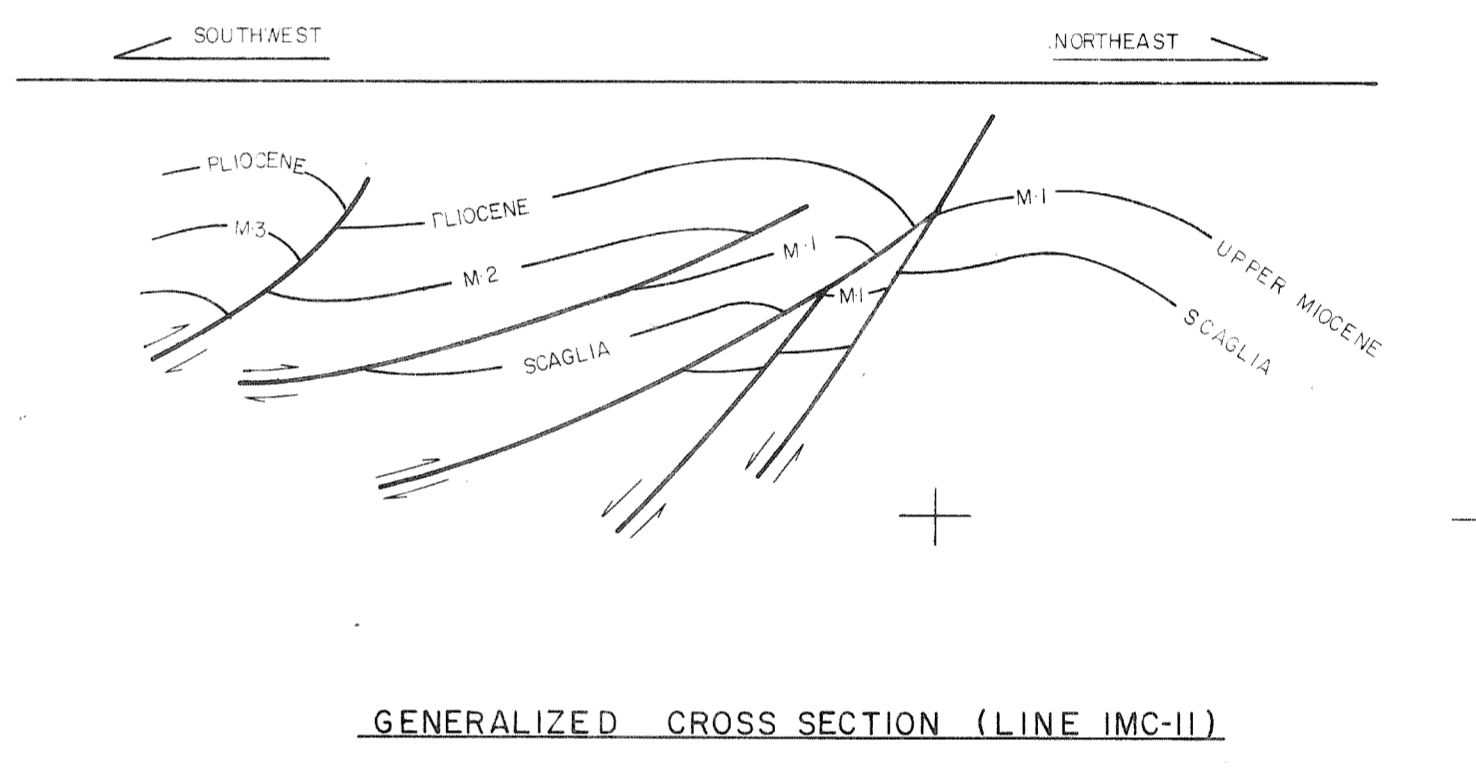 SOUTHWEST
NORTHEAST
PLIOCENE
M·3
PLIOCENE
M·2
M·1
SCAGLIA
M·1
M·1
UPPER MIOCENE
SCAGLIA
GENERALIZED CROSS SECTION (LINE IMC-II)